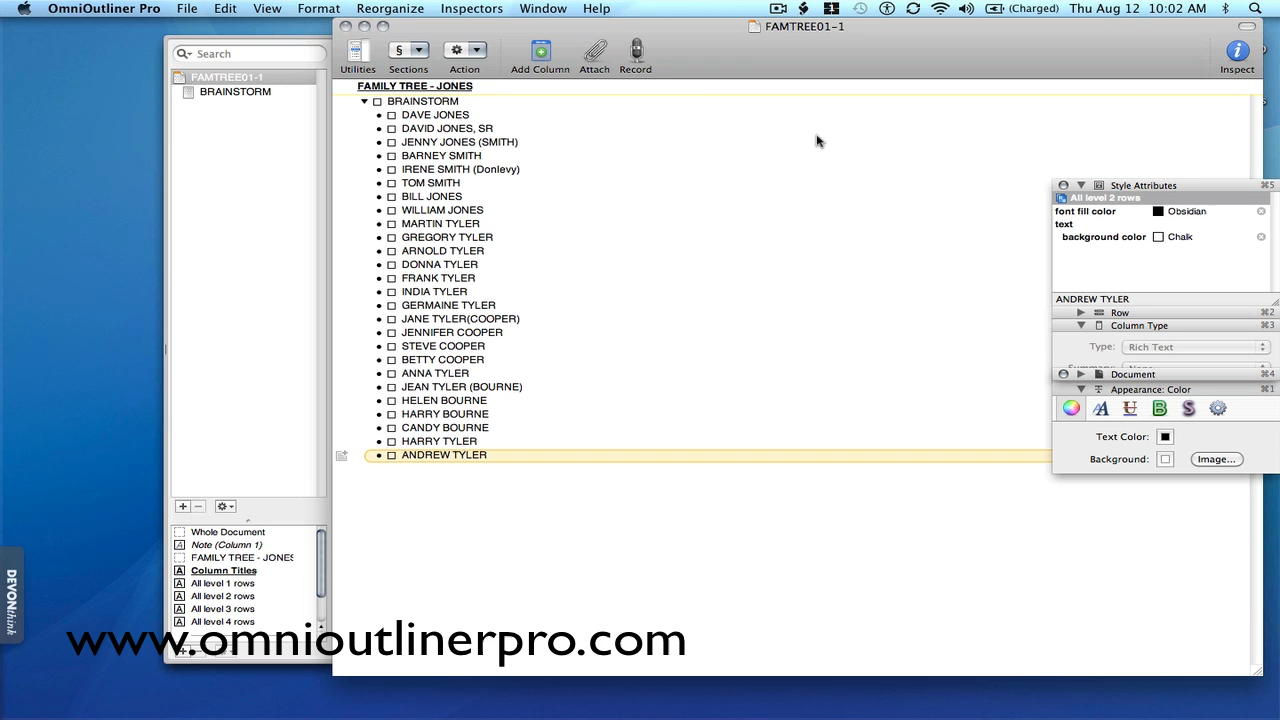 OmniOutliner Pro File Edit View Format Reorganize Inspectors Window Help 1 (Charged) Thu Aug 12 10:02 AM
FAMTREE01-1
Search
§
Utilities Sections Action Add Column Attach Record Inspect
FAMTREE01-1
BRAINSTORM
FAMILY TREE - JONES
BRAINSTORM
DAVE JONES
DAVID JONES, SR
JENNY JONES (SMITH)
BARNEY SMITH
IRENE SMITH (Donlevy)
TOM SMITH
BILL JONES
WILLIAM JONES
MARTIN TYLER
GREGORY TYLER
ARNOLD TYLER
DONNA TYLER
FRANK TYLER
INDIA TYLER
GERMAINE TYLER
JANE TYLER(COOPER)
JENNIFER COOPER
STEVE COOPER
BETTY COOPER
ANNA TYLER
JEAN TYLER (BOURNE)
HELEN BOURNE
HARRY BOURNE
CANDY BOURNE
HARRY TYLER
ANDREW TYLER
Style Attributes ⌘5
All level 2 rows
font fill color Obsidian
text
background color Chalk
ANDREW TYLER
Row ⌘2
Column Type ⌘3
Type: Rich Text
Document ⌘4
Appearance: Color ⌘1
A U B S
Text Color:
Background: Image...
Whole Document
A Note (Column 1)
FAMILY TREE - JONES
A Column Titles
A All level 1 rows
A All level 2 rows
A All level 3 rows
A All level 4 rows
DEVONthink
www.omnioutlinerpro.com